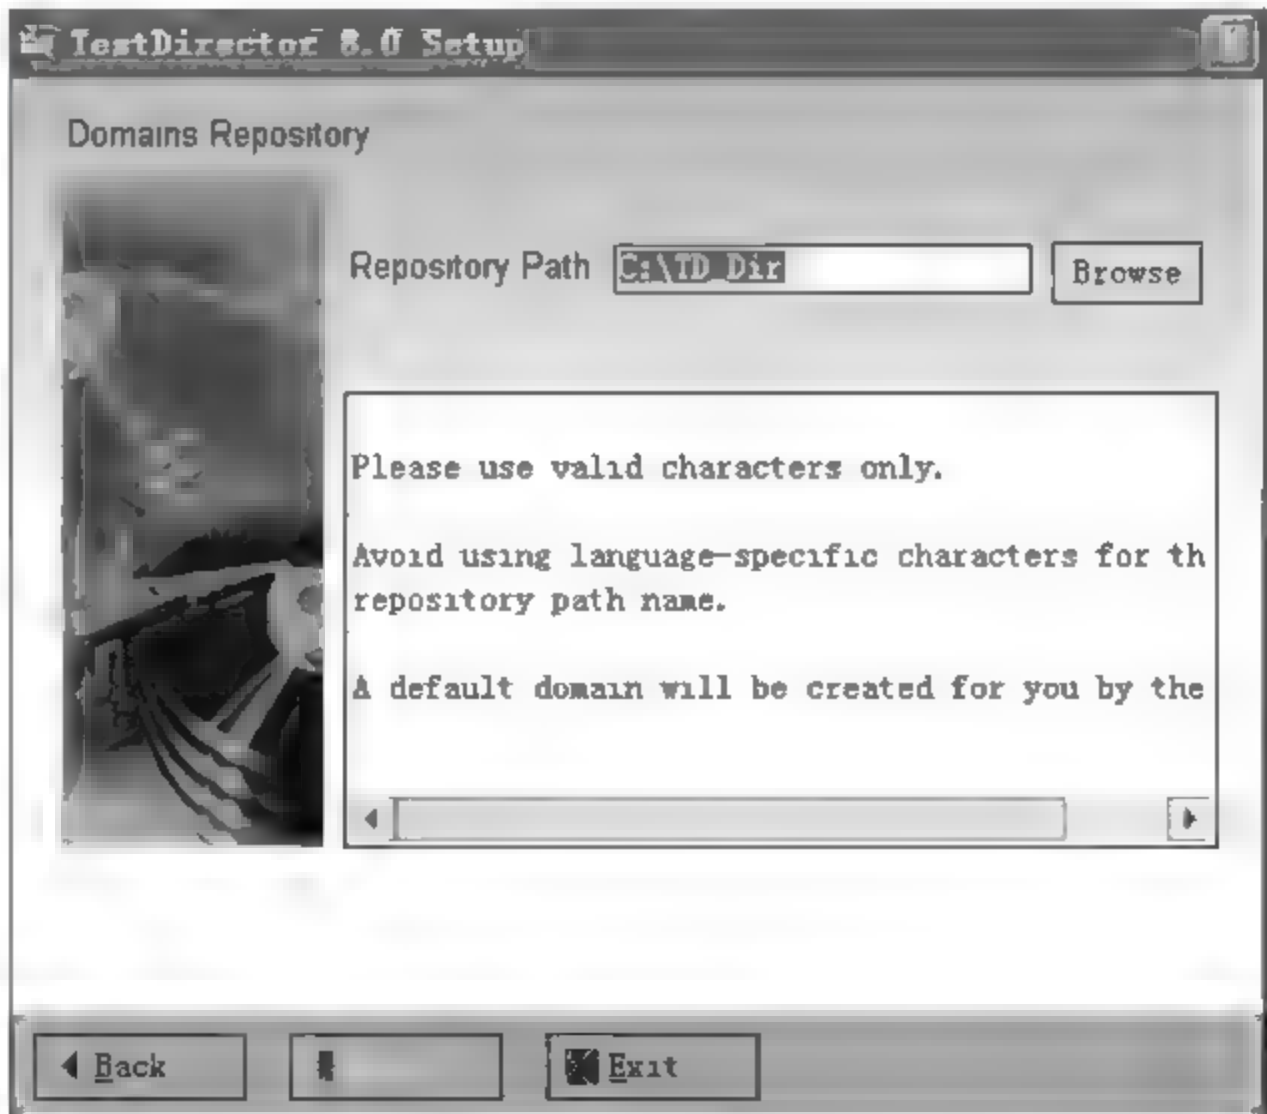 TestDirector 8.0 Setup
Domains Repository
Repository Path C:\TD_Dir Browse
Please use valid characters only.
Avoid using language-specific characters for th
repository path name.
A default domain will be created for you by the
Back Exit